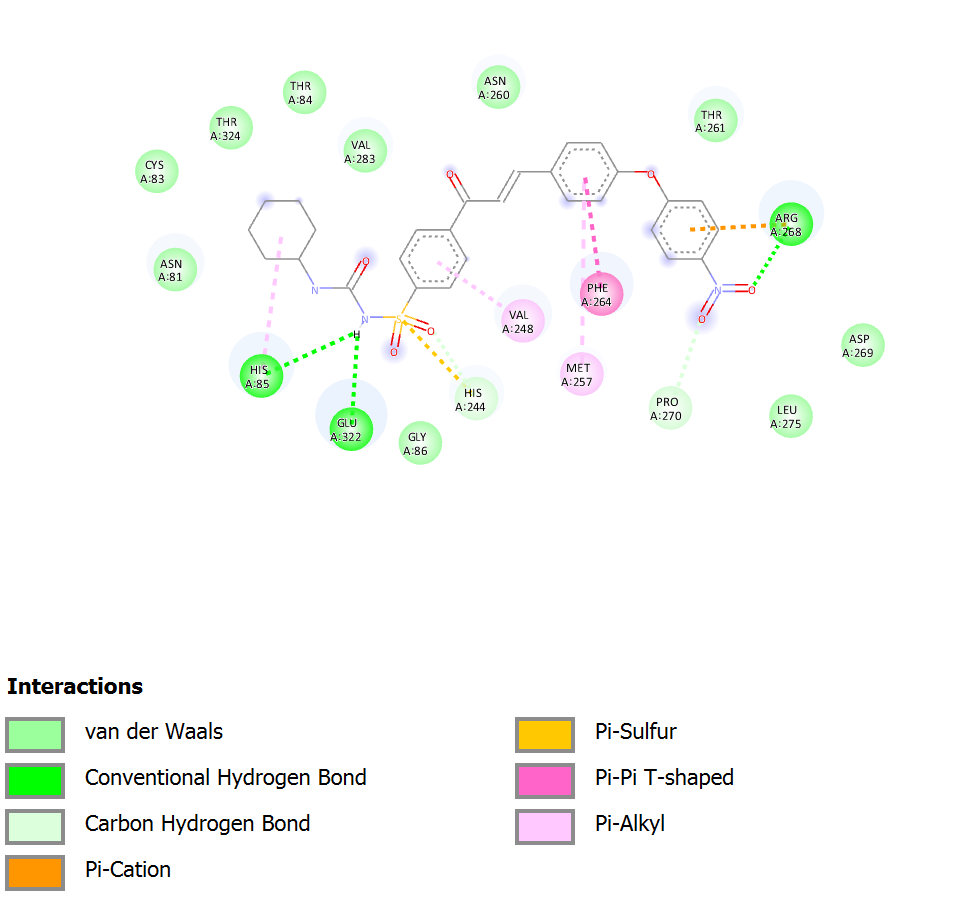 THR
A:84
ASN
A:260
THR
A:324
THR
A:261
VAL
A:283
CYS
A:83
O
O
ARG
A:268
ASN
A:81
O
N
PHE
A:264
N
O
N
H
S
O
O
VAL
A:248
O
ASP
A:269
HIS
A:85
MET
A:257
HIS
A:244
PRO
A:270
LEU
A:275
GLU
A:322
GLY
A:86
Interactions
van der Waals
Conventional Hydrogen Bond
Carbon Hydrogen Bond
Pi-Cation
Pi-Sulfur
Pi-Pi T-shaped
Pi-Alkyl